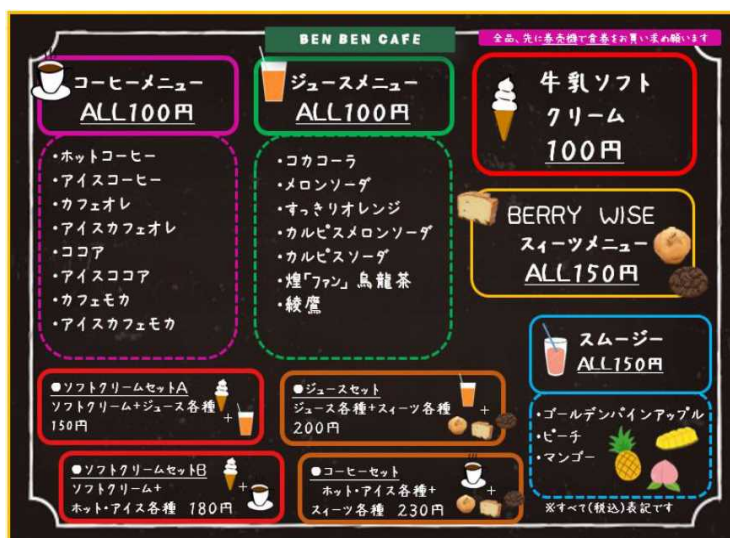 BEN BEN CAFE
全品、先に券売機で食券をお買い求め願います
コーヒーメニュー
ALL100円
・ホットコーヒー
・アイスコーヒー
・カフェオレ
・アイスカフェオレ
・ココア
・アイスココア
・カフェモカ
・アイスカフェモカ
ジュースメニュー
ALL100円
・コカコーラ
・メロンソーダ
・すっきりオレンジ
・カルピスメロンソーダ
・カルピスソーダ
・煌「ファン」烏龍茶
・綾鷹
牛乳ソフト
クリーム
100円
BERRY WISE
スィーツメニュー
ALL150円
スムージー
ALL150円
・ゴールデンパインアップル
・ピーチ
・マンゴー
●ソフトクリームセットA
ソフトクリーム+ジュース各種
150円
+
●ジュースセット
ジュース各種+スィーツ各種
200円
+
●ソフトクリームセットB
ソフトクリーム+
ホット・アイス各種 180円
+
●コーヒーセット
ホット・アイス各種+
スィーツ各種 230円
+
※すべて(税込)表記です